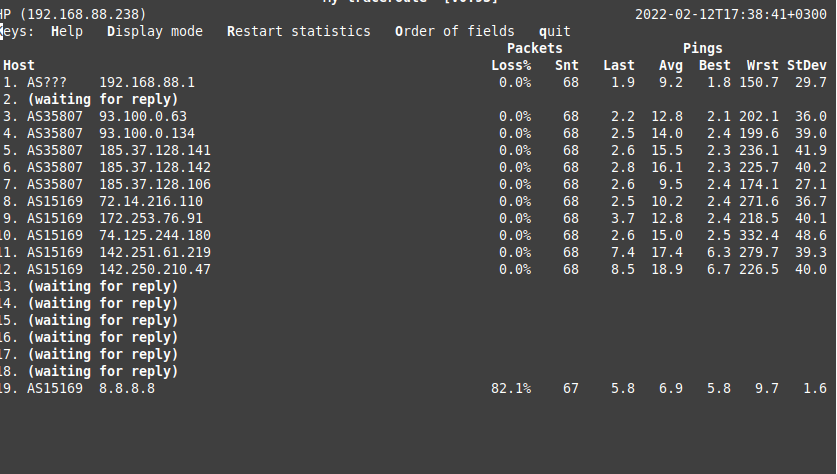 My traceroute [v0.95]
HP (192.168.88.238) 2022-02-12T17:38:41+0300
Keys: Help Display mode Restart statistics Order of fields quit
Packets Pings
Host Loss% Snt Last Avg Best Wrst StDev
1. AS??? 192.168.88.1 0.0% 68 1.9 9.2 1.8 150.7 29.7
2. (waiting for reply)
3. AS35807 93.100.0.63 0.0% 68 2.2 12.8 2.1 202.1 36.0
4. AS35807 93.100.0.134 0.0% 68 2.5 14.0 2.4 199.6 39.0
5. AS35807 185.37.128.141 0.0% 68 2.6 15.5 2.3 236.1 41.9
6. AS35807 185.37.128.142 0.0% 68 2.8 16.1 2.3 225.7 40.2
7. AS35807 185.37.128.106 0.0% 68 2.6 9.5 2.4 174.1 27.1
8. AS15169 72.14.216.110 0.0% 68 2.5 10.2 2.4 271.6 36.7
9. AS15169 172.253.76.91 0.0% 68 3.7 12.8 2.4 218.5 40.1
10. AS15169 74.125.244.180 0.0% 68 2.6 15.0 2.5 332.4 48.6
11. AS15169 142.251.61.219 0.0% 68 7.4 17.4 6.3 279.7 39.3
12. AS15169 142.250.210.47 0.0% 68 8.5 18.9 6.7 226.5 40.0
13. (waiting for reply)
14. (waiting for reply)
15. (waiting for reply)
16. (waiting for reply)
17. (waiting for reply)
18. (waiting for reply)
19. AS15169 8.8.8.8 82.1% 67 5.8 6.9 5.8 9.7 1.6